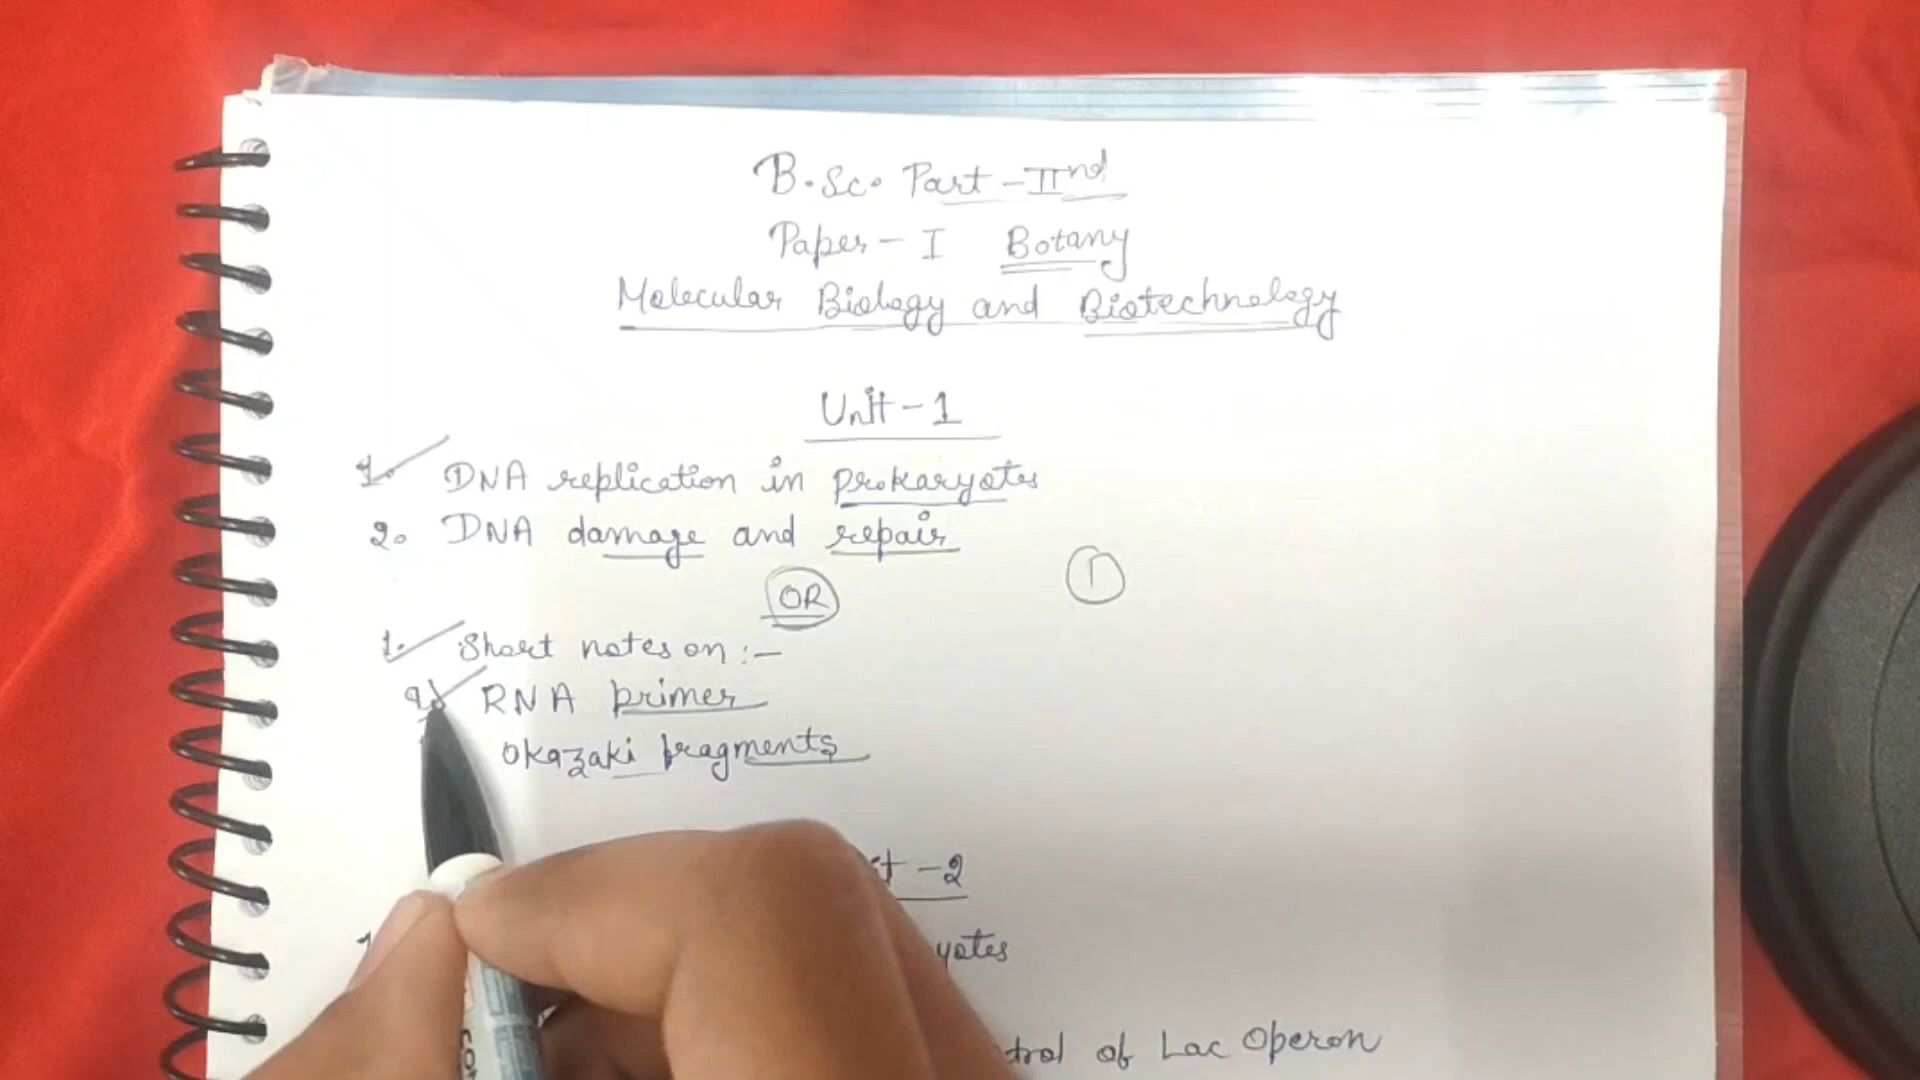 B.Sc. Part-IInd
Paper-I Botany
Molecular Biology and Biotechnology
Unit-1
1. DNA replication in prokaryotes
2. DNA damage and repair
OR
1
1. Short notes on:-
a) RNA primer
Okazaki fragments
-2
of Lac Operon